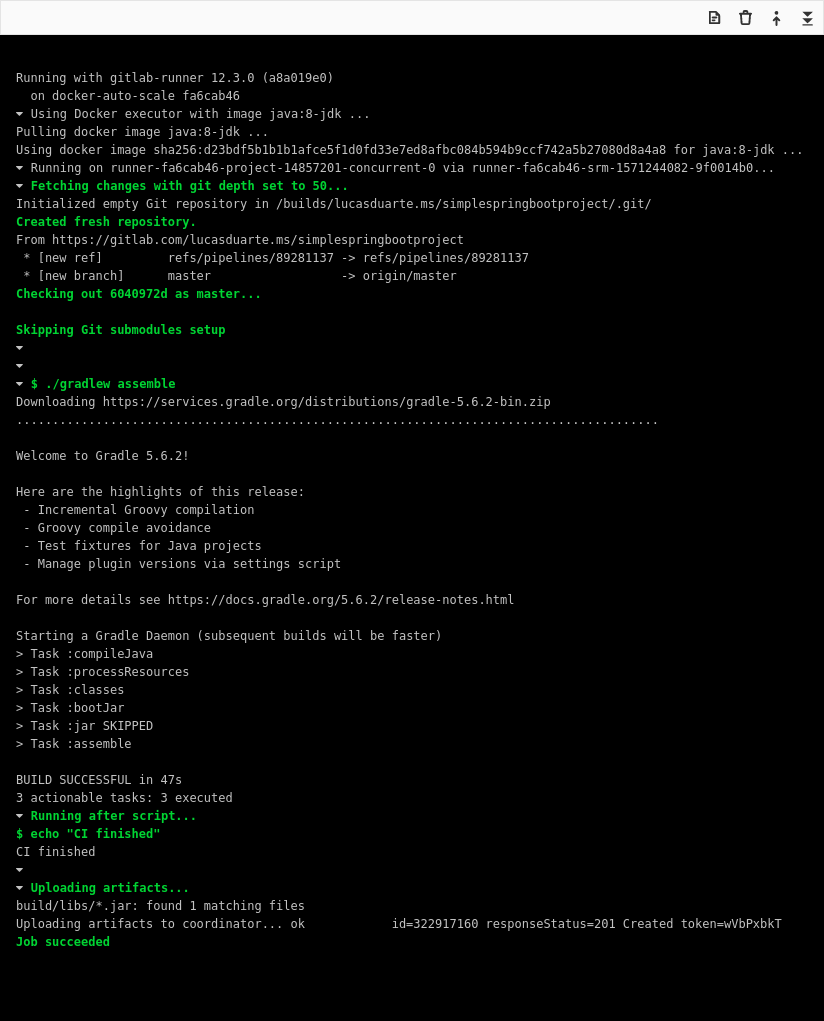 Running with gitlab-runner 12.3.0 (a8a019e0)
on docker-auto-scale fa6cab46
Using Docker executor with image java:8-jdk ...
Pulling docker image java:8-jdk ...
Using docker image sha256:d23bdf5b1b1b1afce5f1d0fd33e7ed8afbc084b594b9ccf742a5b27080d8a4a8 for java:8-jdk ...
Running on runner-fa6cab46-project-14857201-concurrent-0 via runner-fa6cab46-srm-1571244082-9f0014b0...
Fetching changes with git depth set to 50...
Initialized empty Git repository in /builds/lucasduarte.ms/simplespringbootproject/.git/
Created fresh repository.
From https://gitlab.com/lucasduarte.ms/simplespringbootproject
* [new ref]         refs/pipelines/89281137 -> refs/pipelines/89281137
* [new branch]      master                  -> origin/master
Checking out 6040972d as master...
Skipping Git submodules setup
$ ./gradlew assemble
Downloading https://services.gradle.org/distributions/gradle-5.6.2-bin.zip
.........................................................................................
Welcome to Gradle 5.6.2!
Here are the highlights of this release:
- Incremental Groovy compilation
- Groovy compile avoidance
- Test fixtures for Java projects
- Manage plugin versions via settings script
For more details see https://docs.gradle.org/5.6.2/release-notes.html
Starting a Gradle Daemon (subsequent builds will be faster)
> Task :compileJava
> Task :processResources
> Task :classes
> Task :bootJar
> Task :jar SKIPPED
> Task :assemble
BUILD SUCCESSFUL in 47s
3 actionable tasks: 3 executed
Running after script...
$ echo "CI finished"
CI finished
Uploading artifacts...
build/libs/*.jar: found 1 matching files
Uploading artifacts to coordinator... ok            id=322917160 responseStatus=201 Created token=wVbPxbkT
Job succeeded